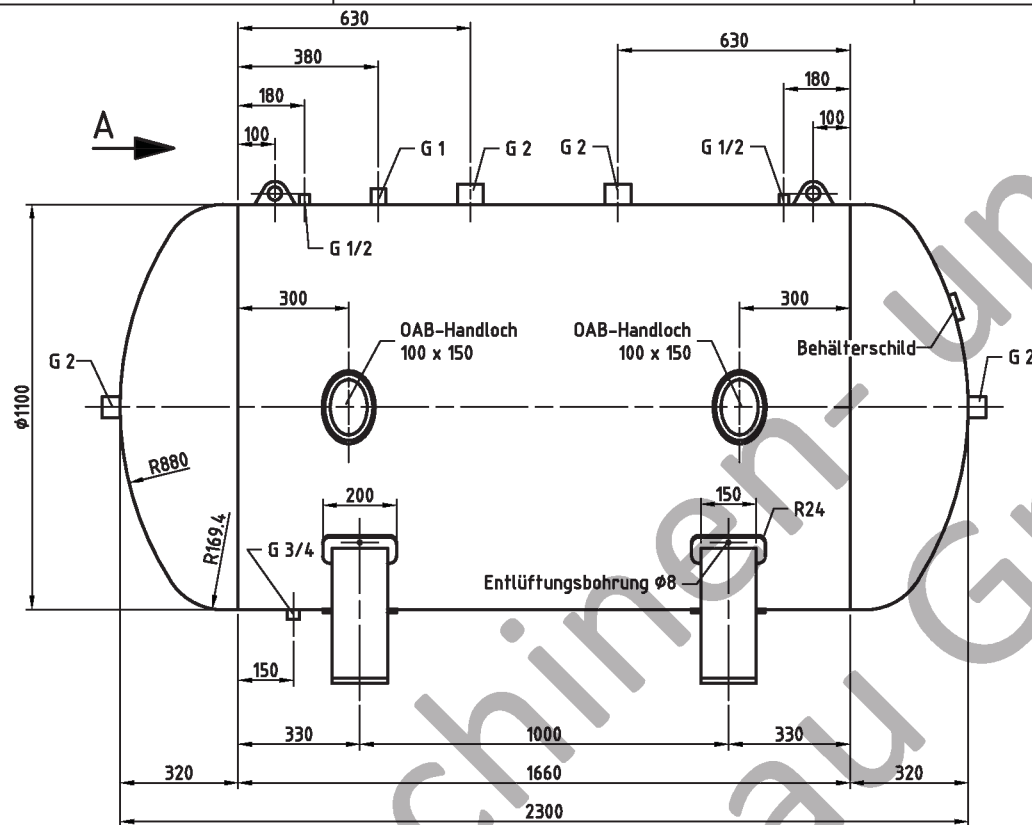 630
380
630
180
180
A
100
100
G 1
G 2
G 2
G 1/2
G 1/2
300
300
OAB-Handloch
100 x 150
OAB-Handloch
100 x 150
Behälterschild
G 2
G 2
ϕ1100
R880
200
150
R24
R169.4
G 3/4
Entlüftungsbohrung ϕ8
150
330
1000
330
320
1660
320
2300